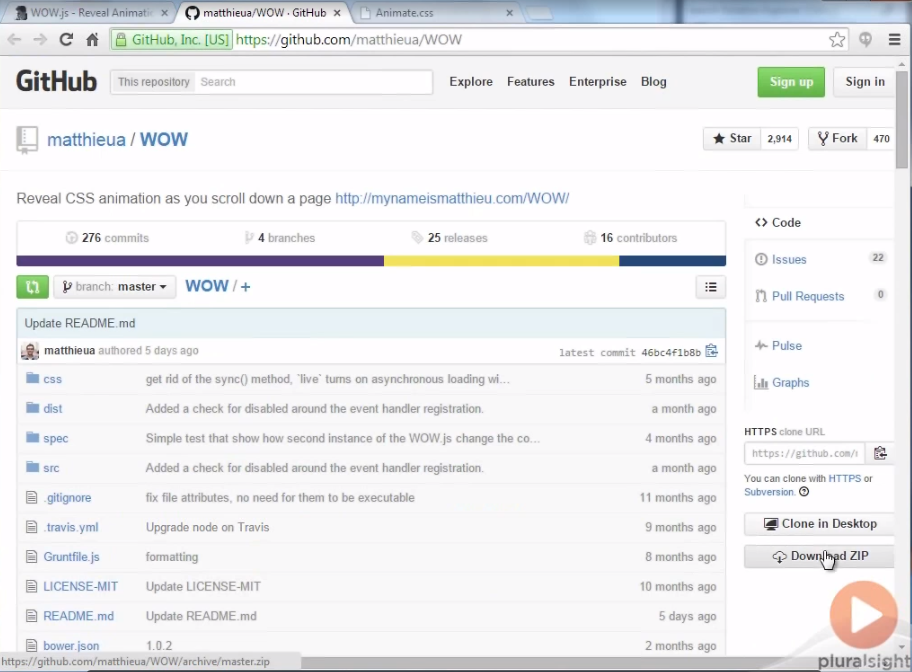 WOW.js - Reveal Animatio
matthieua/WOW · GitHub
Animate.css
GitHub, Inc. [US] https://github.com/matthieua/WOW
GitHub This repository Search Explore Features Enterprise Blog Sign up Sign in
matthieua / WOW Star 2,914 Fork 470
Reveal CSS animation as you scroll down a page http://mynameismatthieu.com/WOW/
276 commits 4 branches 25 releases 16 contributors
branch: master WOW / +
Update README.md
matthieua authored 5 days ago latest commit 46bc4f1b8b
css get rid of the sync() method, `live` turns on asynchronous loading wi... 5 months ago
dist Added a check for disabled around the event handler registration. a month ago
spec Simple test that show how second instance of the WOW.js change the co... 4 months ago
src Added a check for disabled around the event handler registration. a month ago
.gitignore fix file attributes, no need for them to be executable 11 months ago
.travis.yml Upgrade node on Travis 9 months ago
Gruntfile.js formatting 8 months ago
LICENSE-MIT Update LICENSE-MIT 10 months ago
README.md Update README.md 5 days ago
bower.json 1.0.2 2 months ago
Code
Issues 22
Pull Requests 0
Pulse
Graphs
HTTPS clone URL
https://github.com/
You can clone with HTTPS or
Subversion.
Clone in Desktop
Download ZIP
https://github.com/matthieua/WOW/archive/master.zip
pluralsight